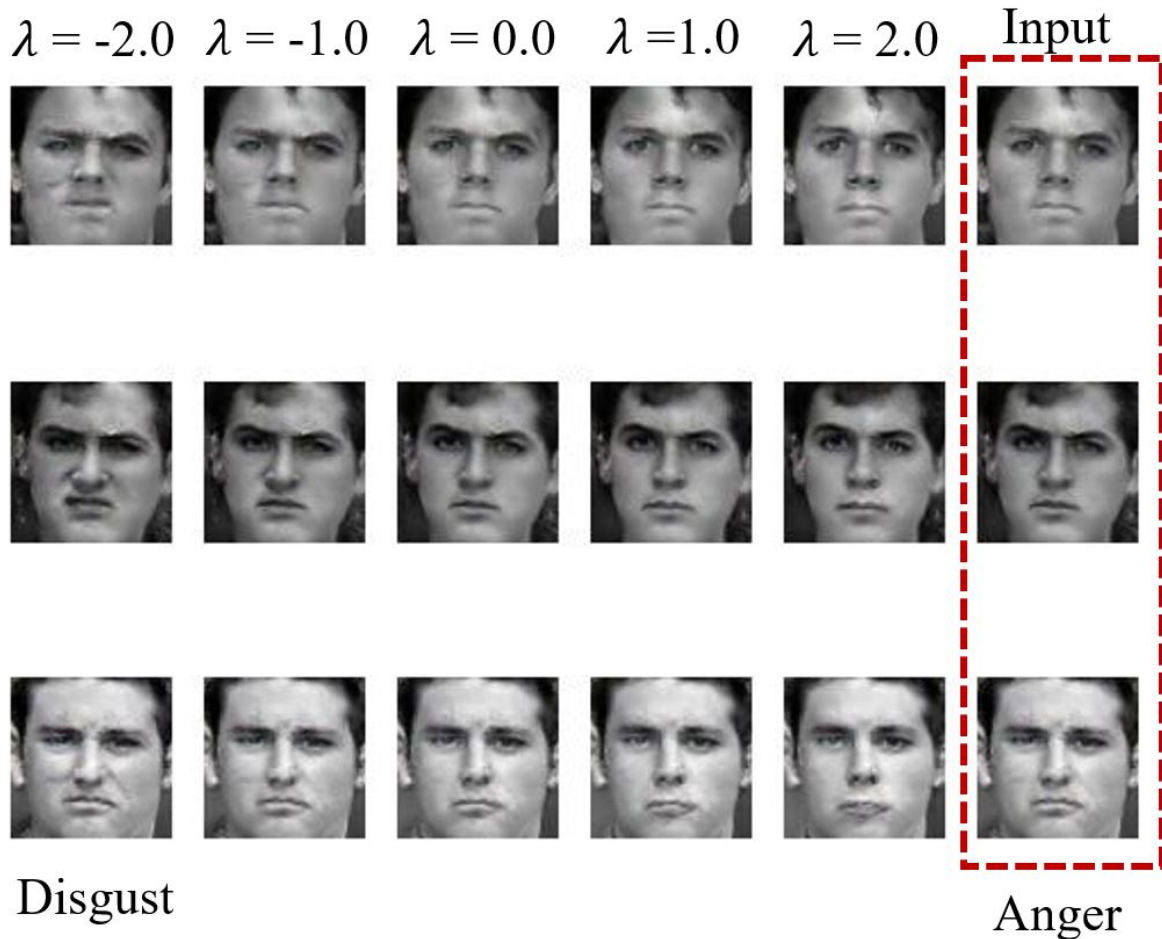 λ = -2.0 λ = -1.0 λ = 0.0 λ =1.0 λ = 2.0 Input
Disgust Anger